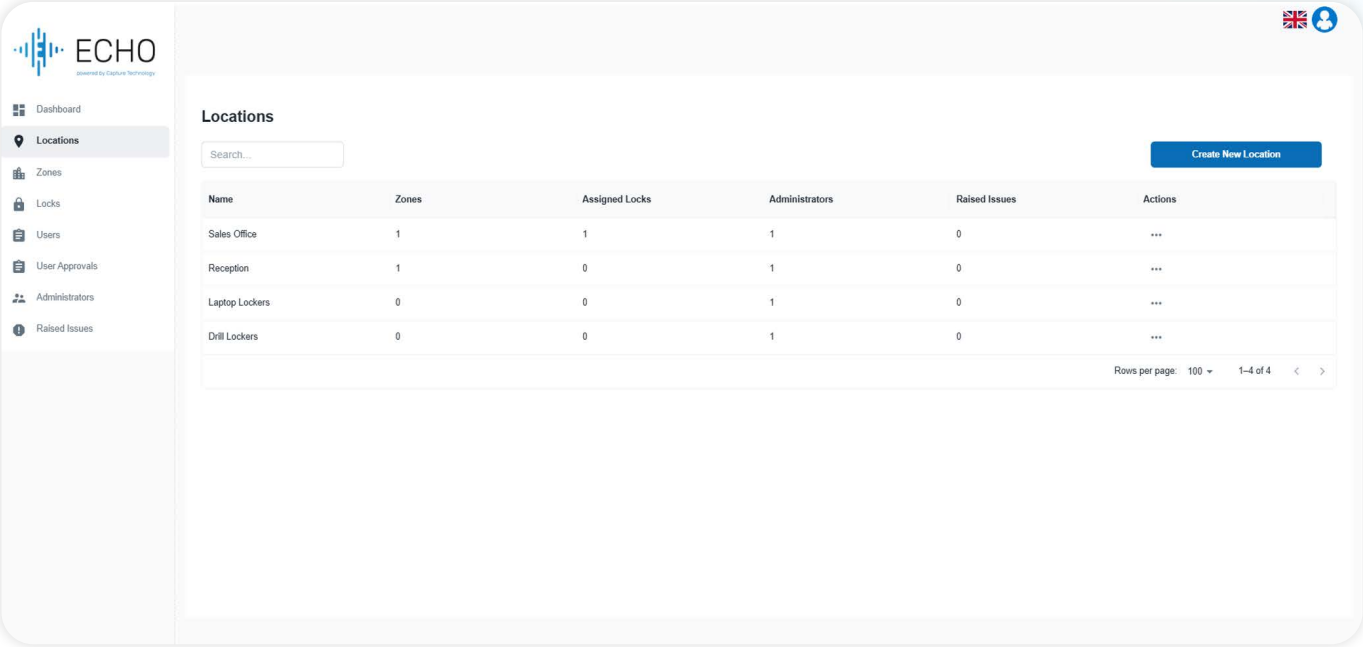 ECHO
powered by Capture Technology
Dashboard
Locations
Zones
Locks
Users
User Approvals
Administrators
Raised Issues
Locations
Search...
Create New Location
Name Zones Assigned Locks Administrators Raised Issues Actions
Sales Office 1 1 1 0 •••
Reception 1 0 1 0 •••
Laptop Lockers 0 0 1 0 •••
Drill Lockers 0 0 1 0 •••
Rows per page: 100 1–4 of 4